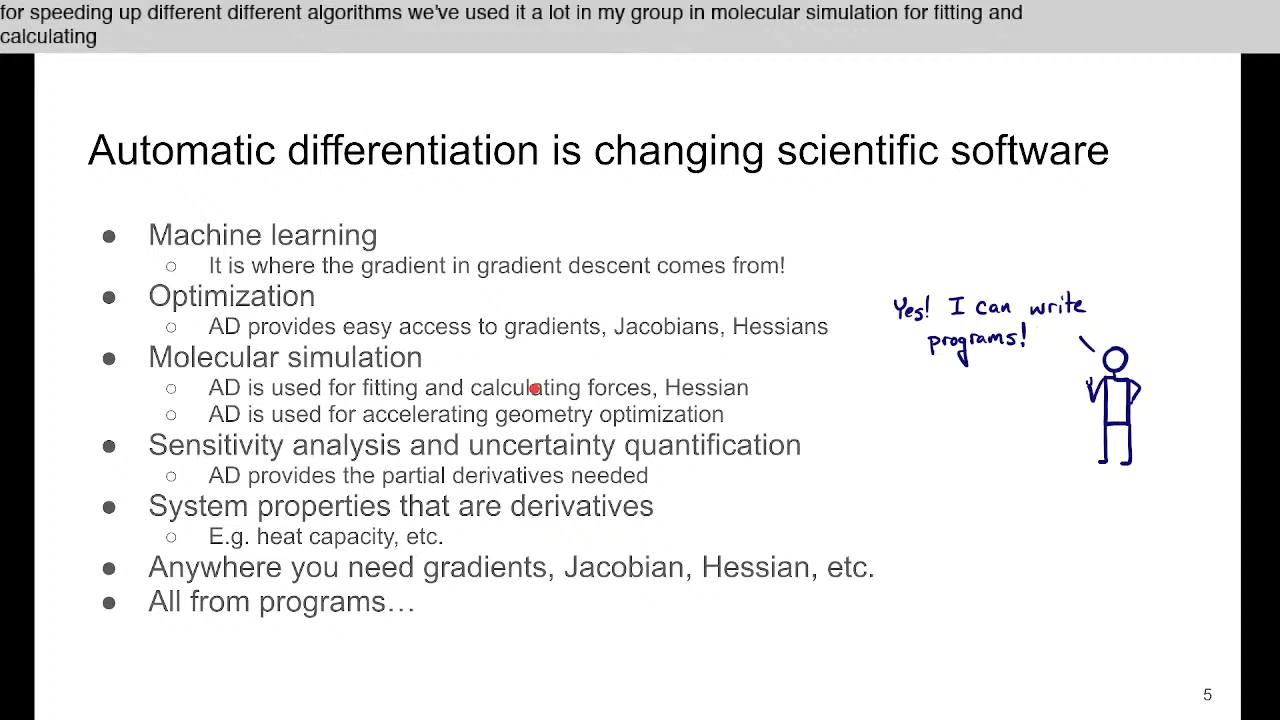 for speeding up different different algorithms we've used it a lot in my group in molecular simulation for fitting and
calculating
Automatic differentiation is changing scientific software
● Machine learning
○ It is where the gradient in gradient descent comes from!
● Optimization
○ AD provides easy access to gradients, Jacobians, Hessians
● Molecular simulation
○ AD is used for fitting and calculating forces, Hessian
○ AD is used for accelerating geometry optimization
● Sensitivity analysis and uncertainty quantification
○ AD provides the partial derivatives needed
● System properties that are derivatives
○ E.g. heat capacity, etc.
● Anywhere you need gradients, Jacobian, Hessian, etc.
● All from programs…
Yes! I can write
programs!
5